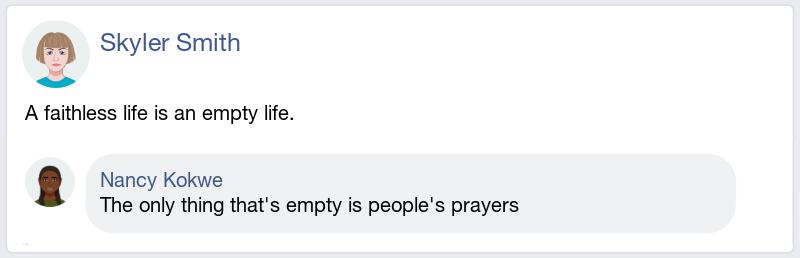 Skyler Smith
A faithless life is an empty life.
Nancy Kokwe
The only thing that's empty is people's prayers